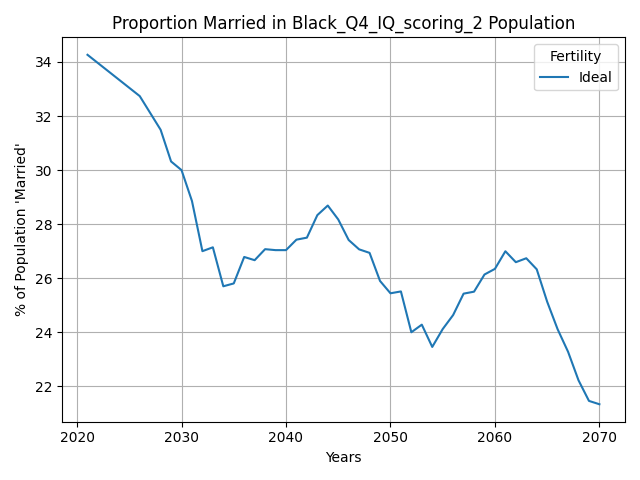 Proportion Married in Black_Q4_IQ_scoring_2 Population
Fertility
Ideal
% of Population 'Married'
34
32
30
28
26
24
22
2020
2030
2040
2050
2060
2070
Years